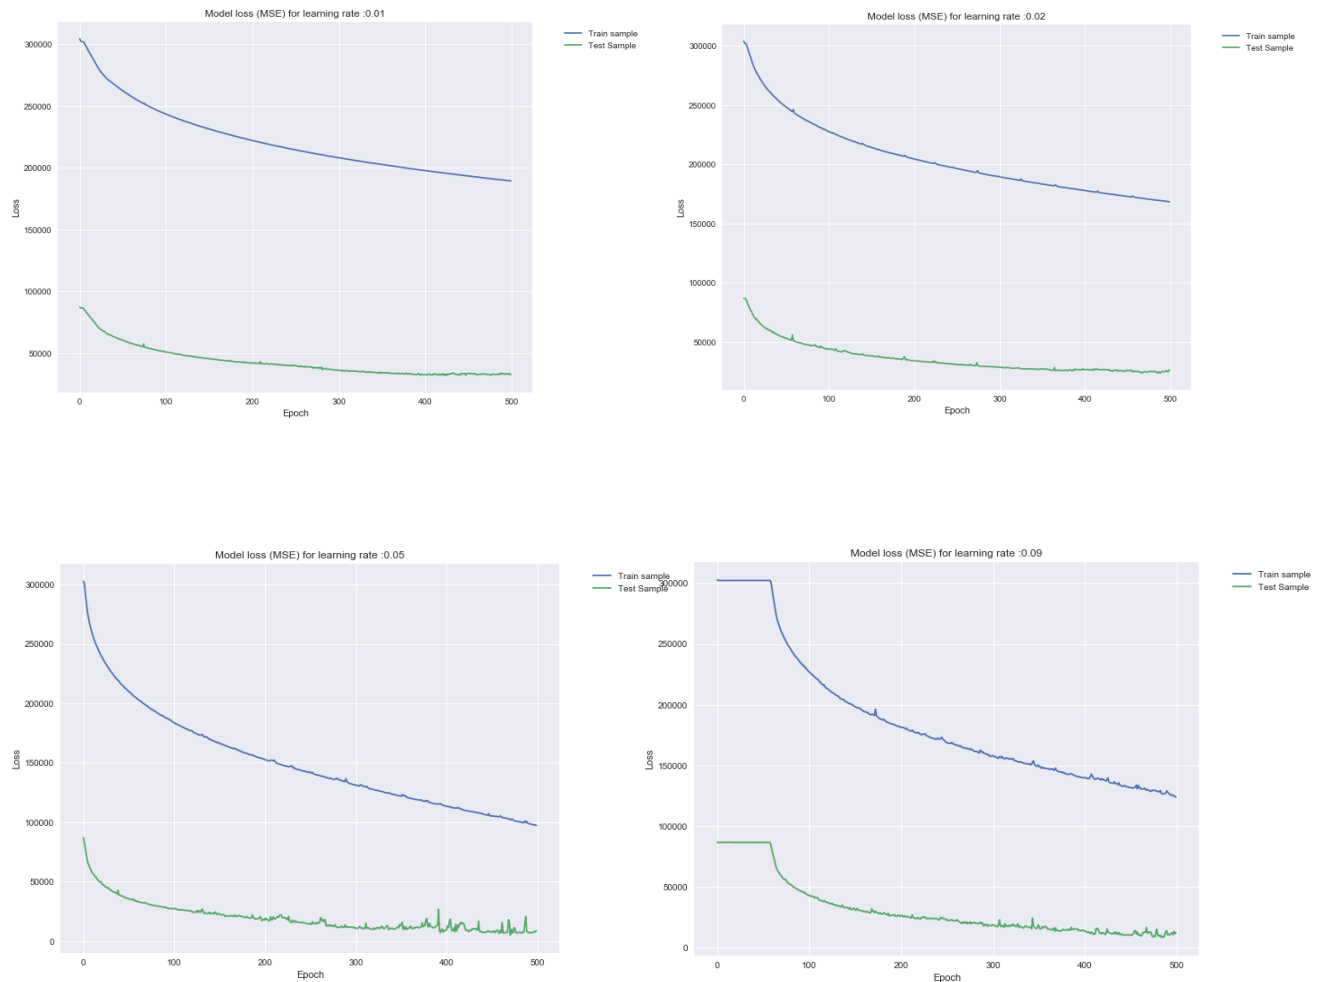 Model loss (MSE) for learning rate :0.01
Train sample
Test Sample
300000
250000
200000
150000
100000
50000
Loss
0 100 200 300 400 500
Epoch
Model loss (MSE) for learning rate :0.02
Train sample
Test Sample
300000
250000
200000
150000
100000
50000
Loss
0 100 200 300 400 500
Epoch
Model loss (MSE) for learning rate :0.05
Train sample
Test Sample
300000
250000
200000
150000
100000
50000
0
Loss
0 100 200 300 400 500
Epoch
Model loss (MSE) for learning rate :0.09
Train sample
Test Sample
300000
250000
200000
150000
100000
50000
0
Loss
0 100 200 300 400 500
Epoch